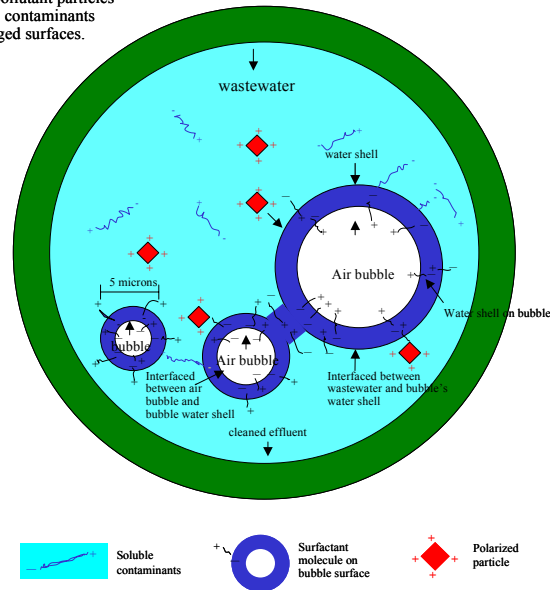 ollutant particles
contaminants
ged surfaces.
wastewater
water shell
5 microns
Air bubble
Water shell on bubble
bubble
Air bubble
Interfaced
between air
bubble and
bubble water shell
Interfaced between
wastewater and bubble's
water shell
cleaned effluent
Soluble
contaminants
Surfactant
molecule on
bubble surface
Polarized
particle